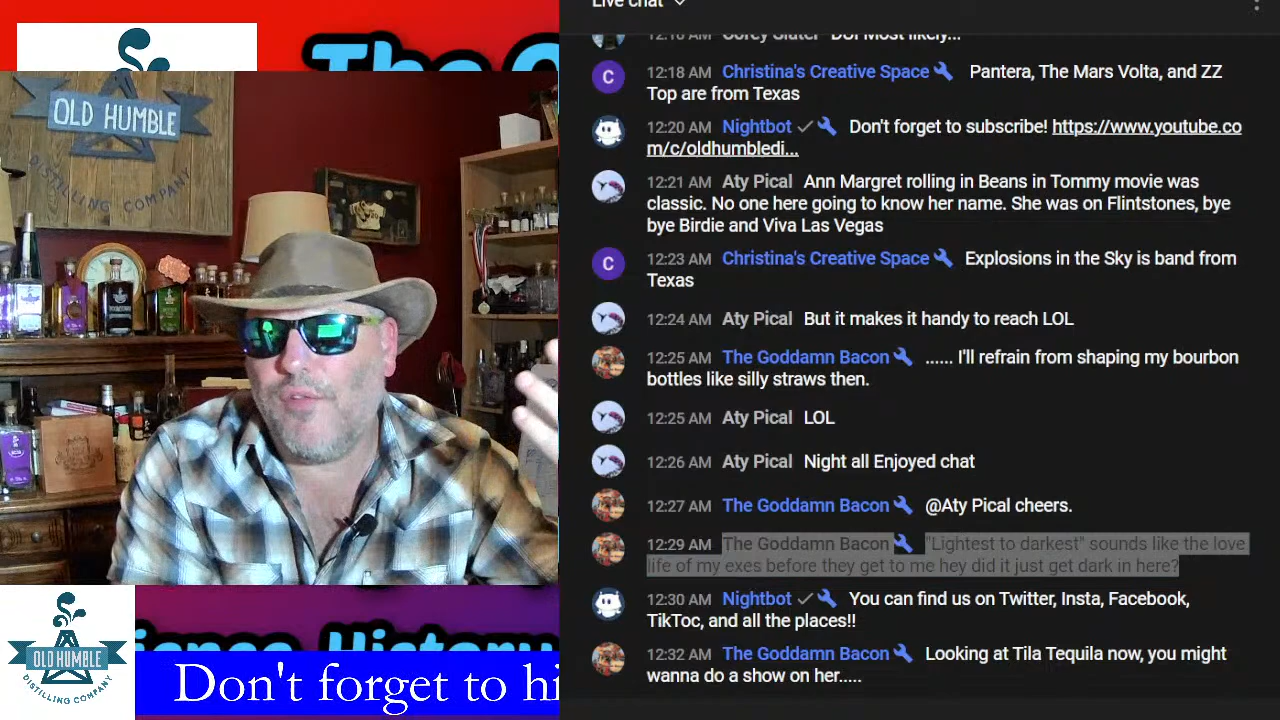 The
OLD HUMBLE
DISTILLING COMPANY
OLD HUMBLE
DISTILLING COMPANY
ience History
Don't forget to hi
Live chat
12:18 AM Corey Slater DOI Most likely...
C
12:18 AM Christina's Creative Space Pantera, The Mars Volta, and ZZ
Top are from Texas
12:20 AM Nightbot Don't forget to subscribe! https://www.youtube.co
m/c/oldhumbledi...
12:21 AM Aty Pical Ann Margret rolling in Beans in Tommy movie was
classic. No one here going to know her name. She was on Flintstones, bye
bye Birdie and Viva Las Vegas
C
12:23 AM Christina's Creative Space Explosions in the Sky is band from
Texas
12:24 AM Aty Pical But it makes it handy to reach LOL
12:25 AM The Goddamn Bacon ...... I'll refrain from shaping my bourbon
bottles like silly straws then.
12:25 AM Aty Pical LOL
12:26 AM Aty Pical Night all Enjoyed chat
12:27 AM The Goddamn Bacon @Aty Pical cheers.
12:29 AM The Goddamn Bacon "Lightest to darkest" sounds like the love
life of my exes before they get to me hey did it just get dark in here?
12:30 AM Nightbot You can find us on Twitter, Insta, Facebook,
TikToc, and all the places!!
12:32 AM The Goddamn Bacon Looking at Tila Tequila now, you might
wanna do a show on her.....